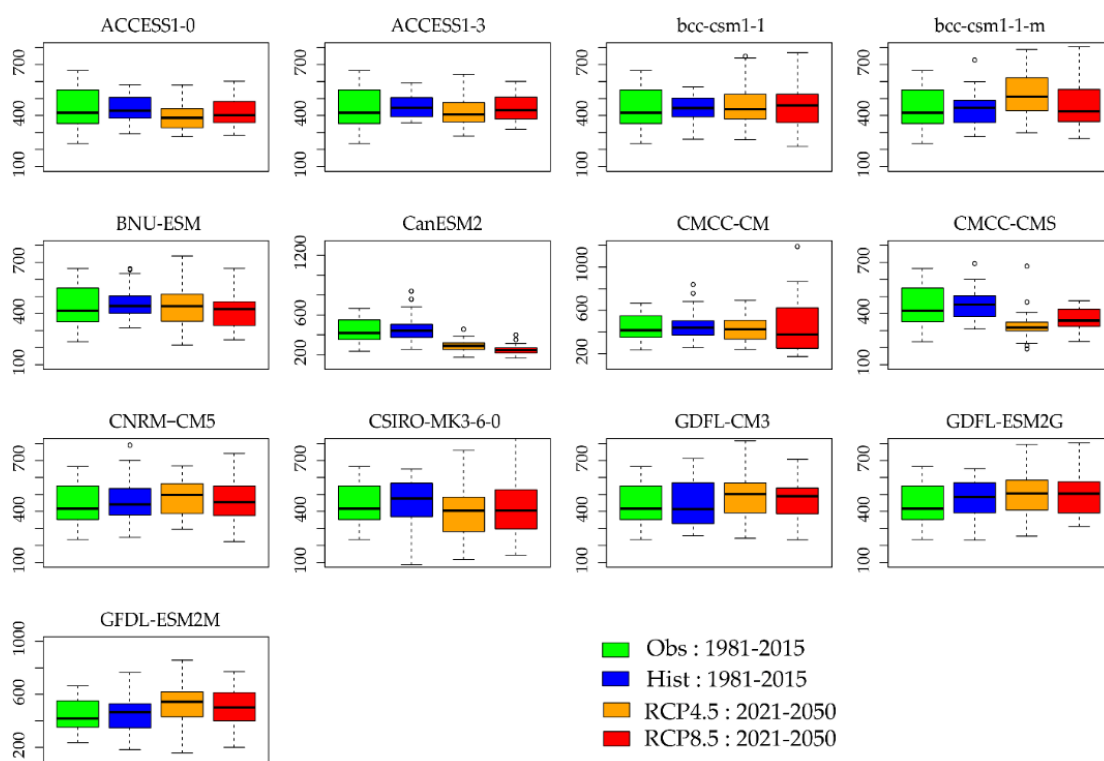 ACCESS1-0 ACCESS1-3 bcc-csm1-1 bcc-csm1-1-m
700 700 700 700
400 400 400 400
100 100 100 100
BNU-ESM CanESM2 CMCC-CM CMCC-CMS
700 1200 1000 700
400 600 600 400
100 200 200 100
CNRM-CM5 CSIRO-MK3-6-0 GDFL-CM3 GDFL-ESM2G
700 700 700 700
400 400 400 400
100 100 100 100
GFDL-ESM2M
1000
600
200
Obs : 1981-2015
Hist : 1981-2015
RCP4.5 : 2021-2050
RCP8.5 : 2021-2050